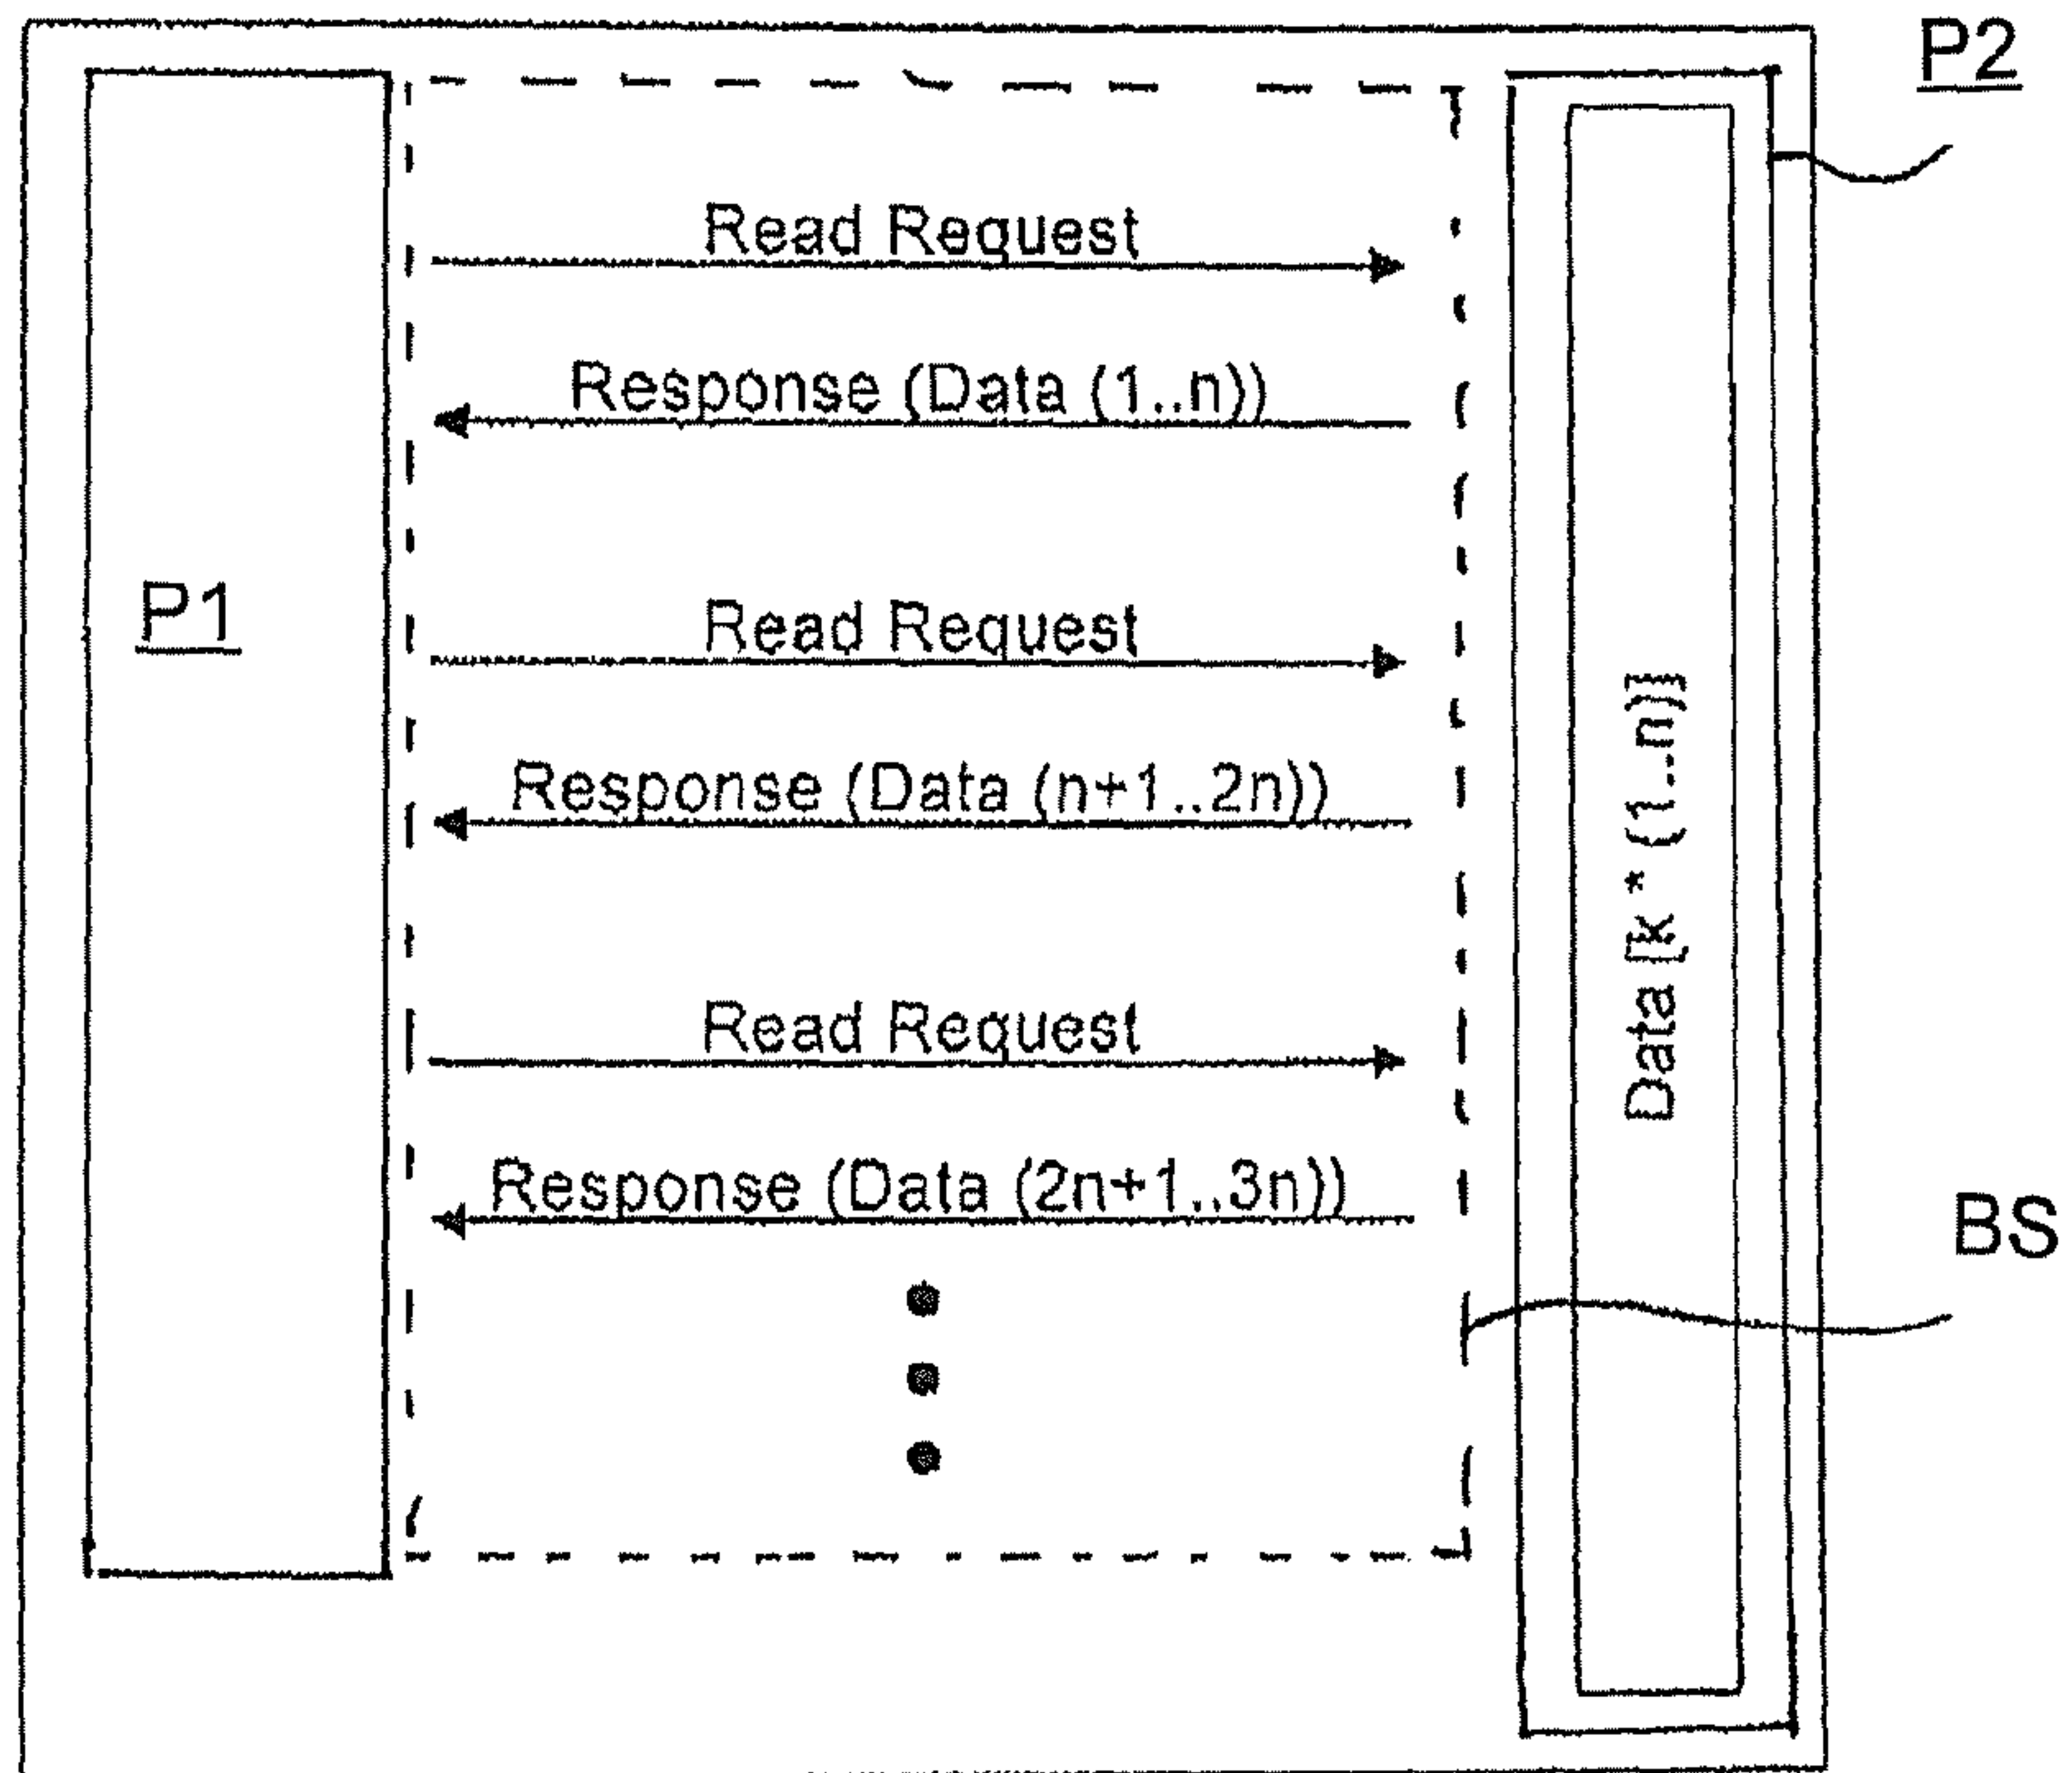 P2
Read Request
Response (Data (1..n))
P1
Read Request
Response (Data (n+1..2n))
Data [k * (1..n)]
Read Request
Response (Data (2n+1..3n))
BS